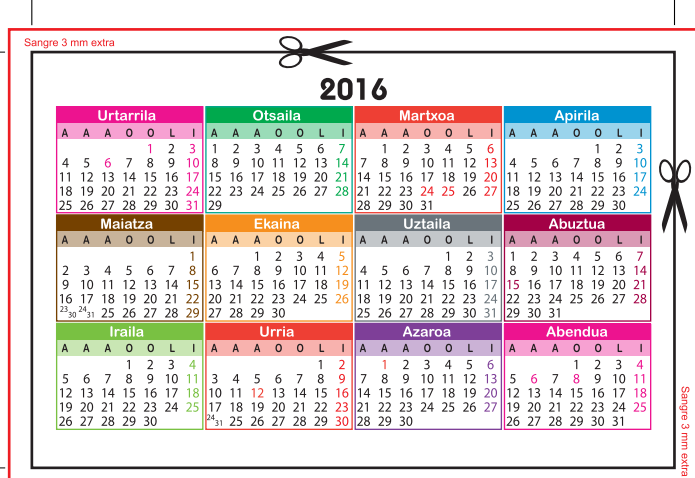 Sangre 3 mm extra
2016
Urtarrila
A A A O O L I
1 2 3
4 5 6 7 8 9 10
11 12 13 14 15 16 17
18 19 20 21 22 23 24
25 26 27 28 29 30 31
Otsaila
A A A O O L I
1 2 3 4 5 6 7
8 9 10 11 12 13 14
15 16 17 18 19 20 21
22 23 24 25 26 27 28
29
Martxoa
A A A O O L I
1 2 3 4 5 6
7 8 9 10 11 12 13
14 15 16 17 18 19 20
21 22 23 24 25 26 27
28 29 30 31
Apirila
A A A O O L I
1 2 3
4 5 6 7 8 9 10
11 12 13 14 15 16 17
18 19 20 21 22 23 24
25 26 27 28 29 30
Maiatza
A A A O O L I
1
2 3 4 5 6 7 8
9 10 11 12 13 14 15
16 17 18 19 20 21 22
23 30 24 31 25 26 27 28 29
Ekaina
A A A O O L I
1 2 3 4 5
6 7 8 9 10 11 12
13 14 15 16 17 18 19
20 21 22 23 24 25 26
27 28 29 30
Uztaila
A A A O O L I
1 2 3
4 5 6 7 8 9 10
11 12 13 14 15 16 17
18 19 20 21 22 23 24
25 26 27 28 29 30 31
Abuztua
A A A O O L I
1 2 3 4 5 6 7
8 9 10 11 12 13 14
15 16 17 18 19 20 21
22 23 24 25 26 27 28
29 30 31
Iraila
A A A O O L I
1 2 3 4
5 6 7 8 9 10 11
12 13 14 15 16 17 18
19 20 21 22 23 24 25
26 27 28 29 30
Urria
A A A O O L I
1 2
3 4 5 6 7 8 9
10 11 12 13 14 15 16
17 18 19 20 21 22 23
24 31 25 26 27 28 29 30
Azaroa
A A A O O L I
1 2 3 4 5 6
7 8 9 10 11 12 13
14 15 16 17 18 19 20
21 22 23 24 25 26 27
28 29 30
Abendua
A A A O O L I
1 2 3 4
5 6 7 8 9 10 11
12 13 14 15 16 17 18
19 20 21 22 23 24 25
26 27 28 29 30 31
Sangre 3 mm extra